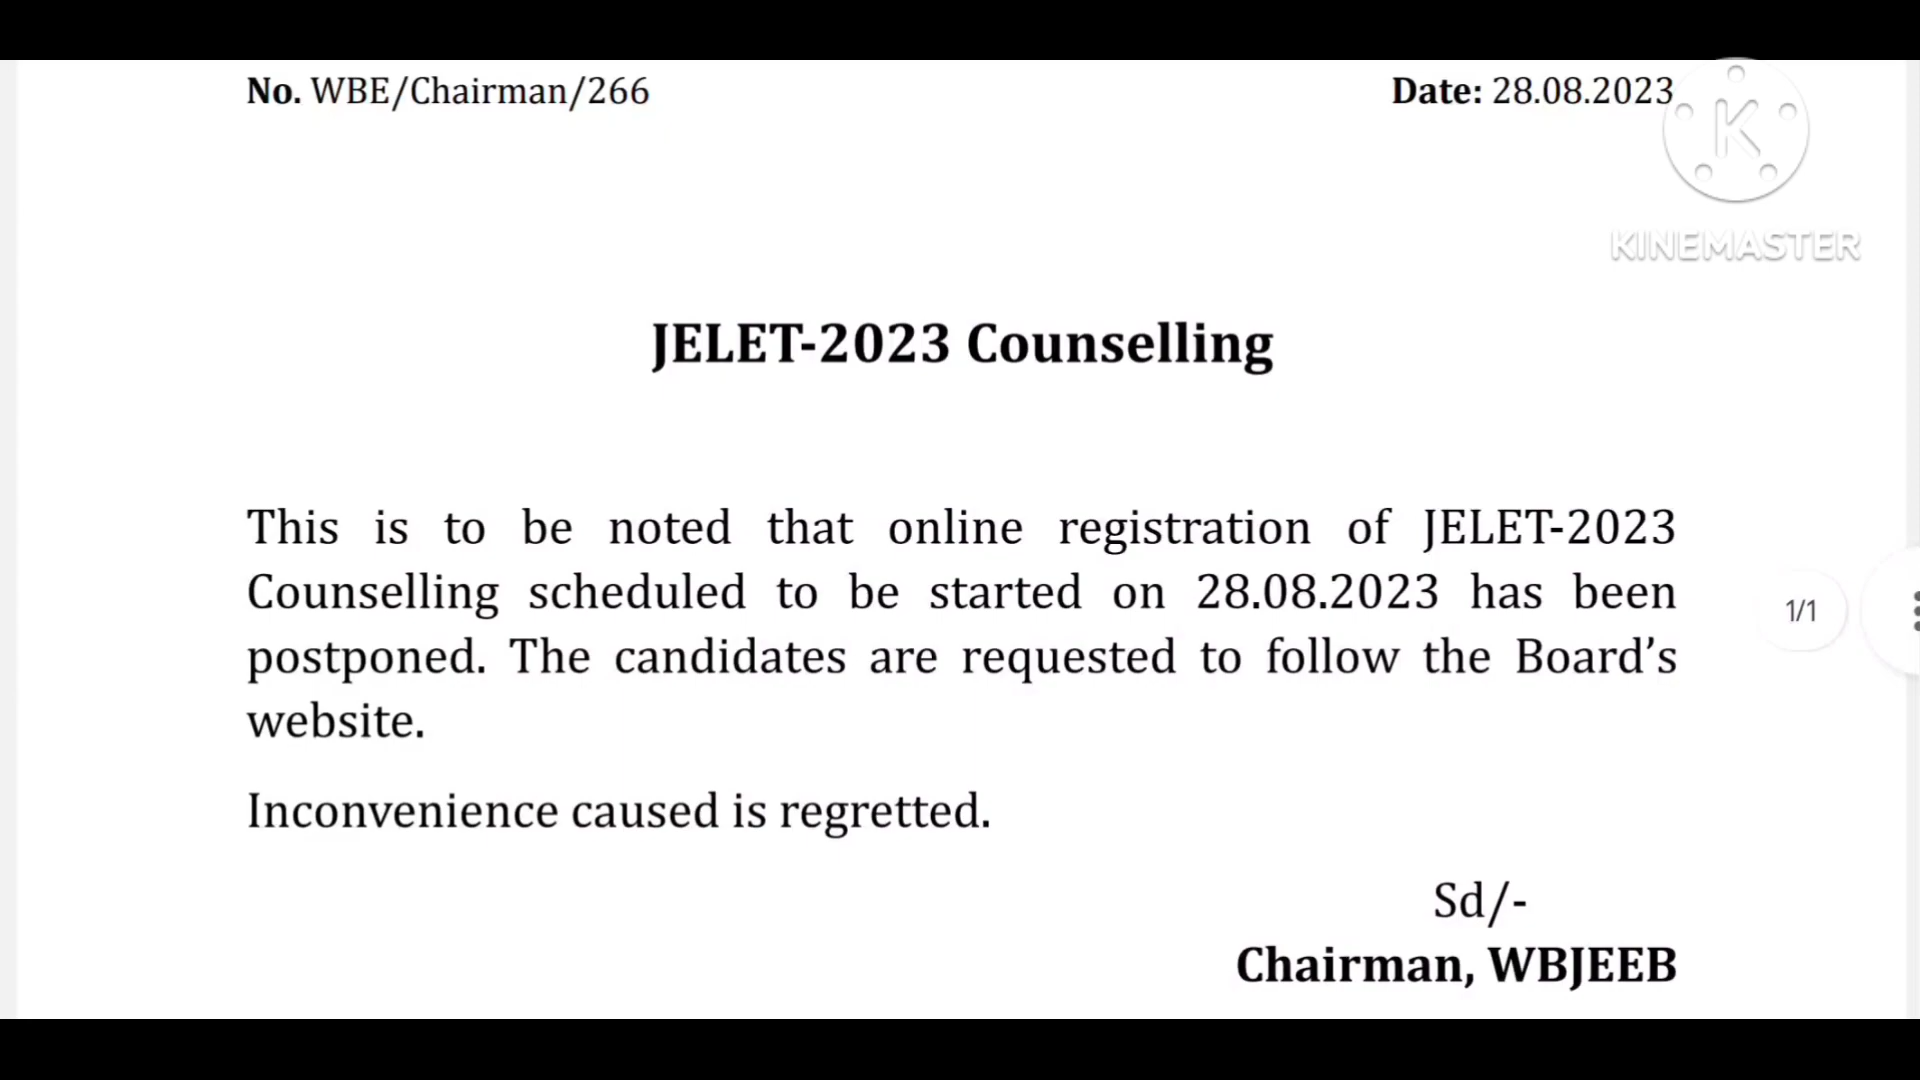 No. WBE/Chairman/266 Date: 28.08.2023
K
KINEMASTER
JELET-2023 Counselling
This is to be noted that online registration of JELET-2023
Counselling scheduled to be started on 28.08.2023 has been
postponed. The candidates are requested to follow the Board’s
website.
1/1
Inconvenience caused is regretted.
Sd/-
Chairman, WBJEEB